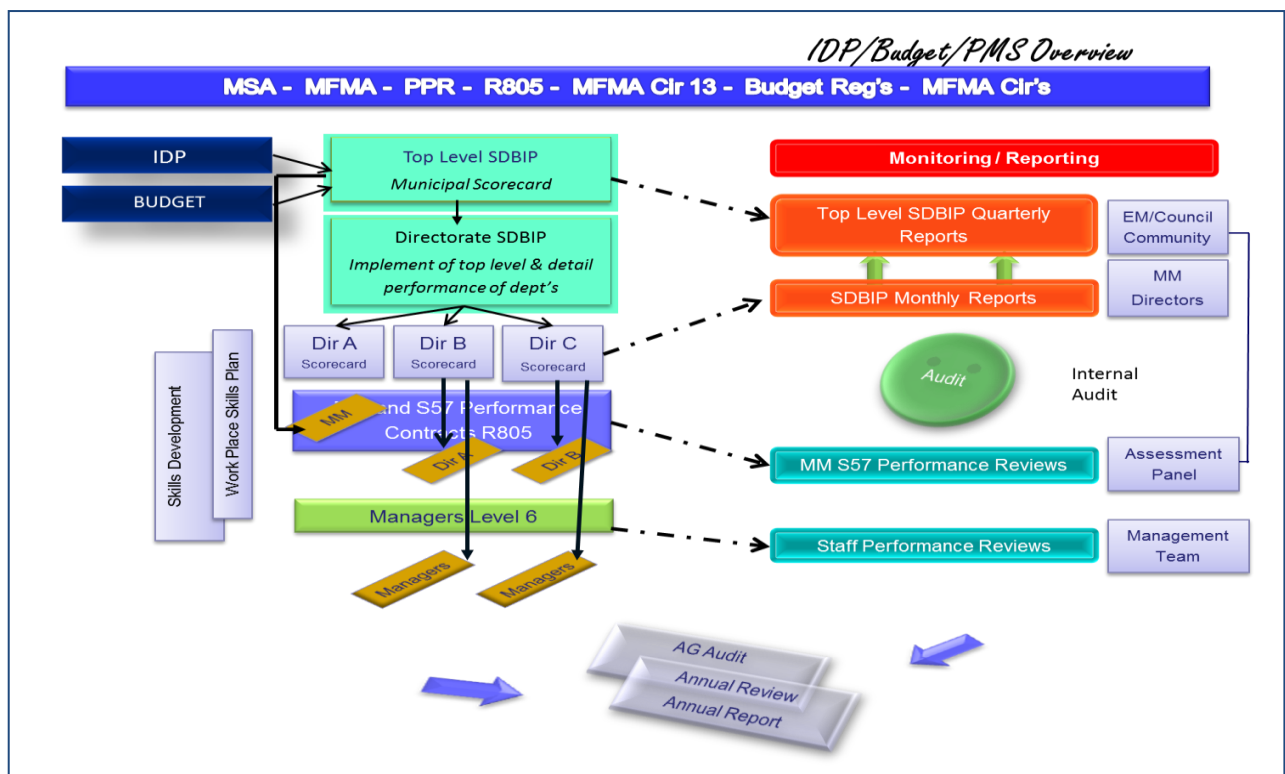 IDP/Budget/PMS Overview
MSA - MFMA - PPR - R805 - MFMA Cir 13 - Budget Reg's - MFMA Cir's
IDP
BUDGET
Top Level SDBIP
Municipal Scorecard
Directorate SDBIP
Implement of top level & detail
performance of dept's
Dir A
Scorecard
Dir B
Scorecard
Dir C
Scorecard
Skills Development
Work Place Skills Plan
MM
and S57 Performance
Contracts R805
Dir A
Dir B
Managers Level 6
Managers
Managers
Monitoring / Reporting
Top Level SDBIP Quarterly
Reports
EM/Council
Community
SDBIP Monthly Reports
MM
Directors
Audit
Internal
Audit
MM S57 Performance Reviews
Assessment
Panel
Staff Performance Reviews
Management
Team
AG Audit
Annual Review
Annual Report